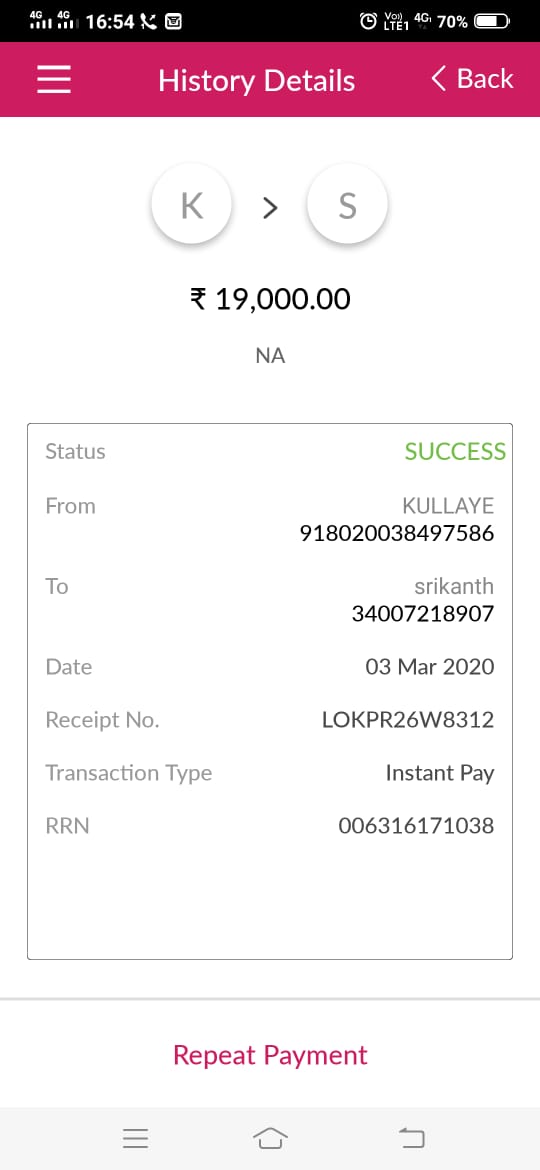 4G 4G 16:54 Vo)) LTE1 4G 70%
History Details
Back
K > S
₹ 19,000.00
NA
Status SUCCESS
From KULLAYE
918020038497586
To srikanth
34007218907
Date 03 Mar 2020
Receipt No. LOKPR26W8312
Transaction Type Instant Pay
RRN 006316171038
Repeat Payment